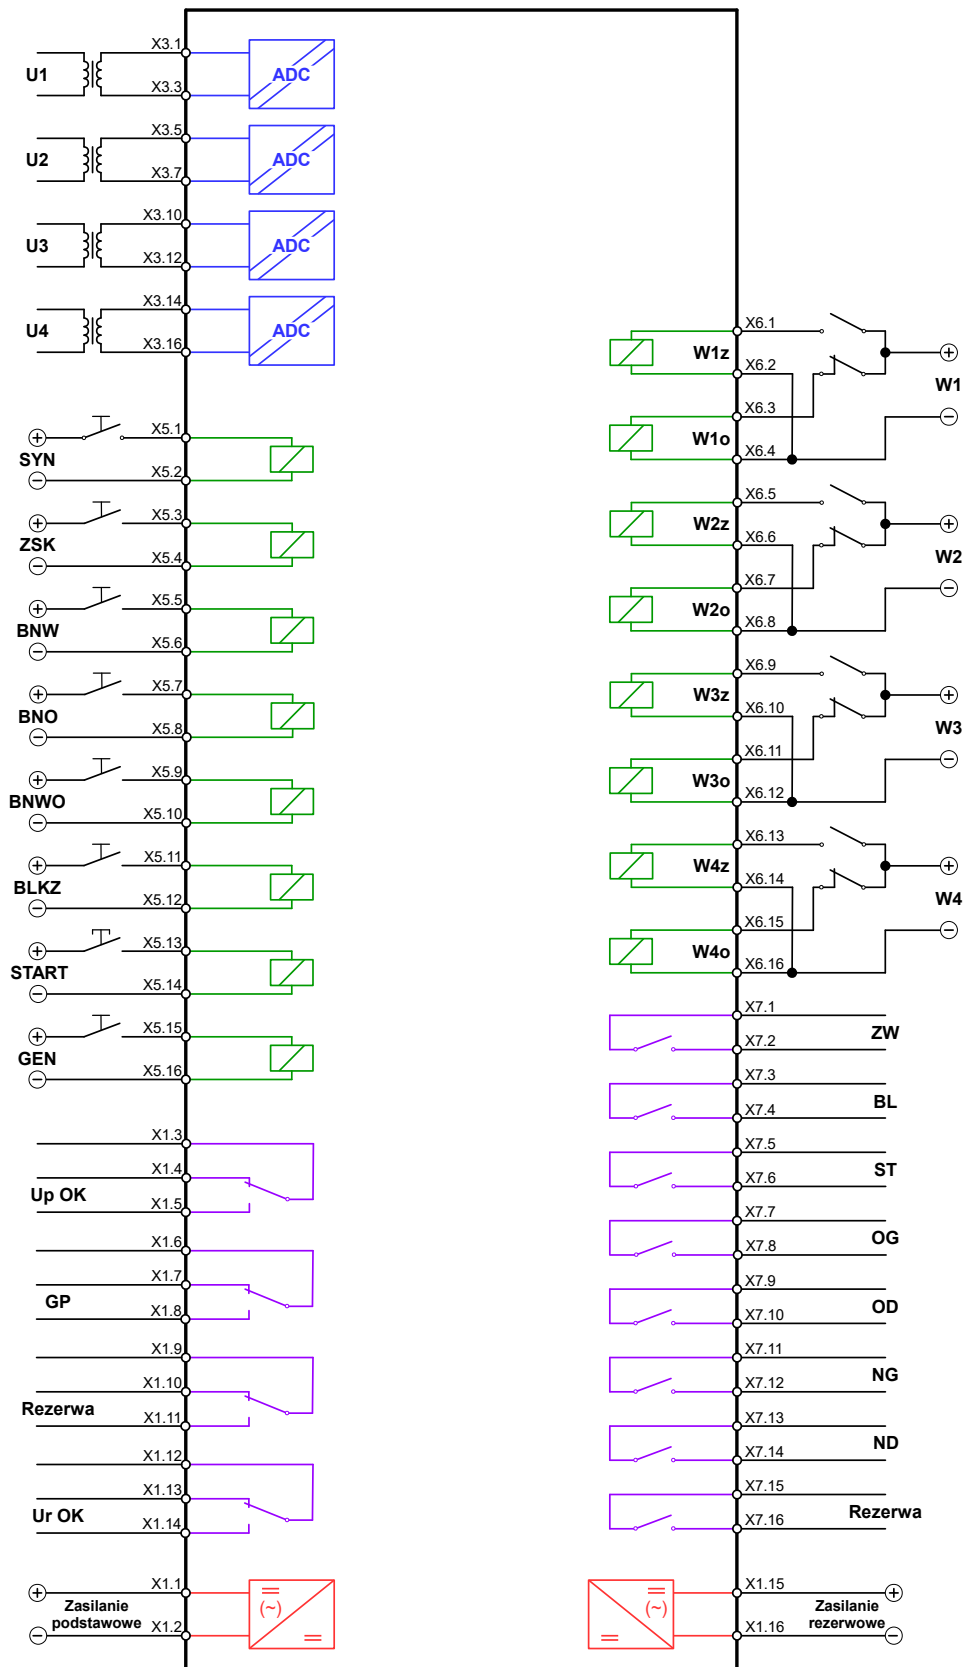 X3.1
U1
ADC
X3.3
X3.5
U2
ADC
X3.7
X3.10
U3
ADC
X3.12
X3.14
U4
ADC
X3.16
X5.1
SYN
X5.2
X5.3
ZSK
X5.4
X5.5
BNW
X5.6
X5.7
BNO
X5.8
X5.9
BNWO
X5.10
X5.11
BLKZ
X5.12
X5.13
START
X5.14
X5.15
GEN
X5.16
X1.3
X1.4
Up OK
X1.5
X1.6
X1.7
GP
X1.8
X1.9
X1.10
Rezerwa
X1.11
X1.12
X1.13
Ur OK
X1.14
X1.1
Zasilanie
podstawowe
X1.2
(~)
X6.1
W1z
X6.2
W1
X6.3
W1o
X6.4
X6.5
W2z
X6.6
W2
X6.7
W2o
X6.8
X6.9
W3z
X6.10
W3
X6.11
W3o
X6.12
X6.13
W4z
X6.14
W4
X6.15
W4o
X6.16
X7.1
ZW
X7.2
X7.3
BL
X7.4
X7.5
ST
X7.6
X7.7
OG
X7.8
X7.9
OD
X7.10
X7.11
NG
X7.12
X7.13
ND
X7.14
X7.15
Rezerwa
X7.16
(~)
X1.15
Zasilanie
rezerwowe
X1.16